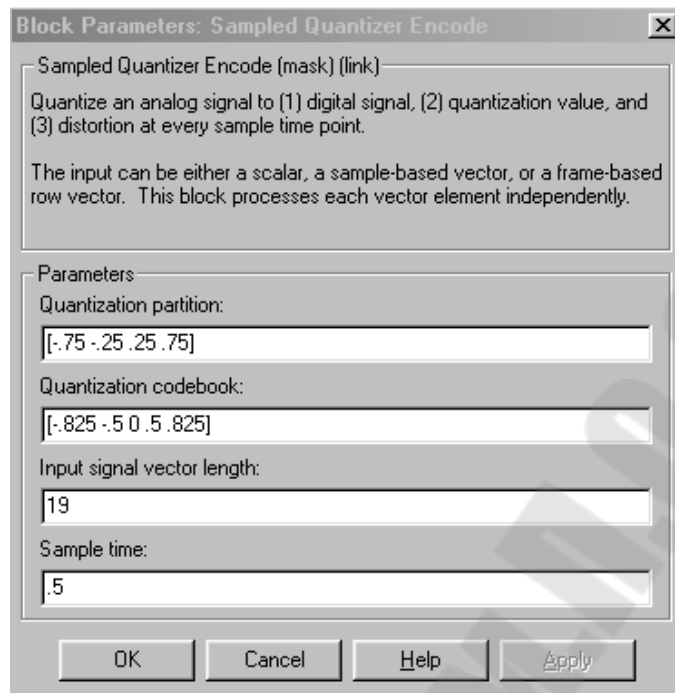 Block Parameters: Sampled Quantizer Encode
Sampled Quantizer Encode (mask) (link)
Quantize an analog signal to (1) digital signal, (2) quantization value, and
(3) distortion at every sample time point.
The input can be either a scalar, a sample-based vector, or a frame-based
row vector. This block processes each vector element independently.
Parameters
Quantization partition:
[-.75 -.25 .25 .75]
Quantization codebook:
[-.825 -.5 0 .5 .825]
Input signal vector length:
19
Sample time:
.5
OK Cancel Help Apply